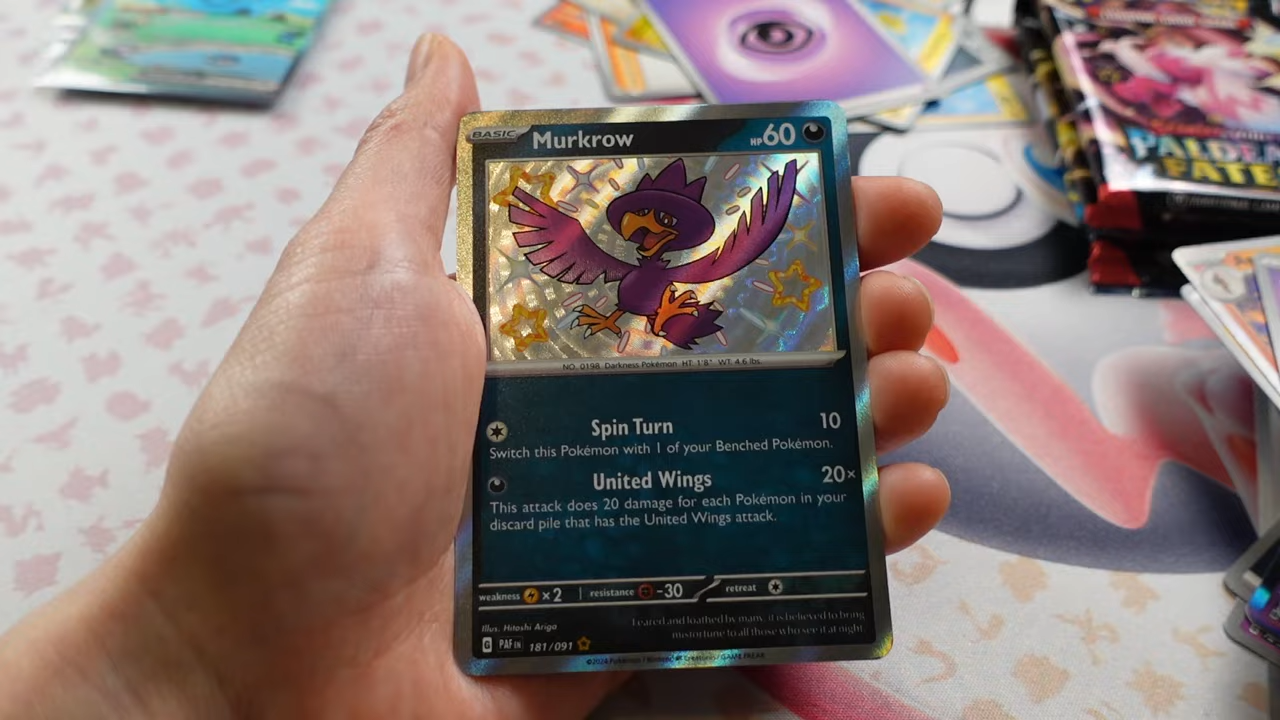 BASIC Murkrow HP60
NO. 0198 Darkness Pokémon HT: 1'8" WT: 4.6 lbs.
Spin Turn 10
Switch this Pokémon with 1 of your Benched Pokémon.
United Wings 20×
This attack does 20 damage for each Pokémon in your
discard pile that has the United Wings attack.
weakness ×2 resistance -30 retreat
Illus. Hitoshi Ariga
Feared and loathed by many, it is believed to bring
misfortune to all those who see it at night.
G PAF EN 181/091
©2024 Pokémon / Nintendo / Creatures / GAME FREAK
PALDEA
FATE